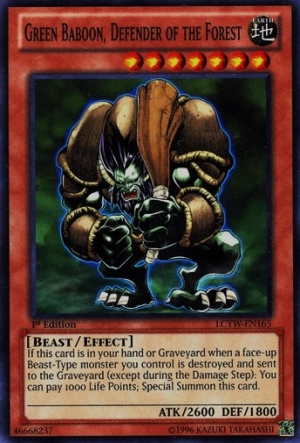 GREEN BABOON, DEFENDER OF THE FOREST
EARTH
地
1st Edition
LCYW-EN165
[BEAST / EFFECT]
If this card is in your hand or Graveyard when a face-up
Beast-Type monster you control is destroyed and sent
to the Graveyard (except during the Damage Step): You
can pay 1000 Life Points; Special Summon this card.
ATK/2600 DEF/1800
46668237
©1996 KAZUKI TAKAHASHI